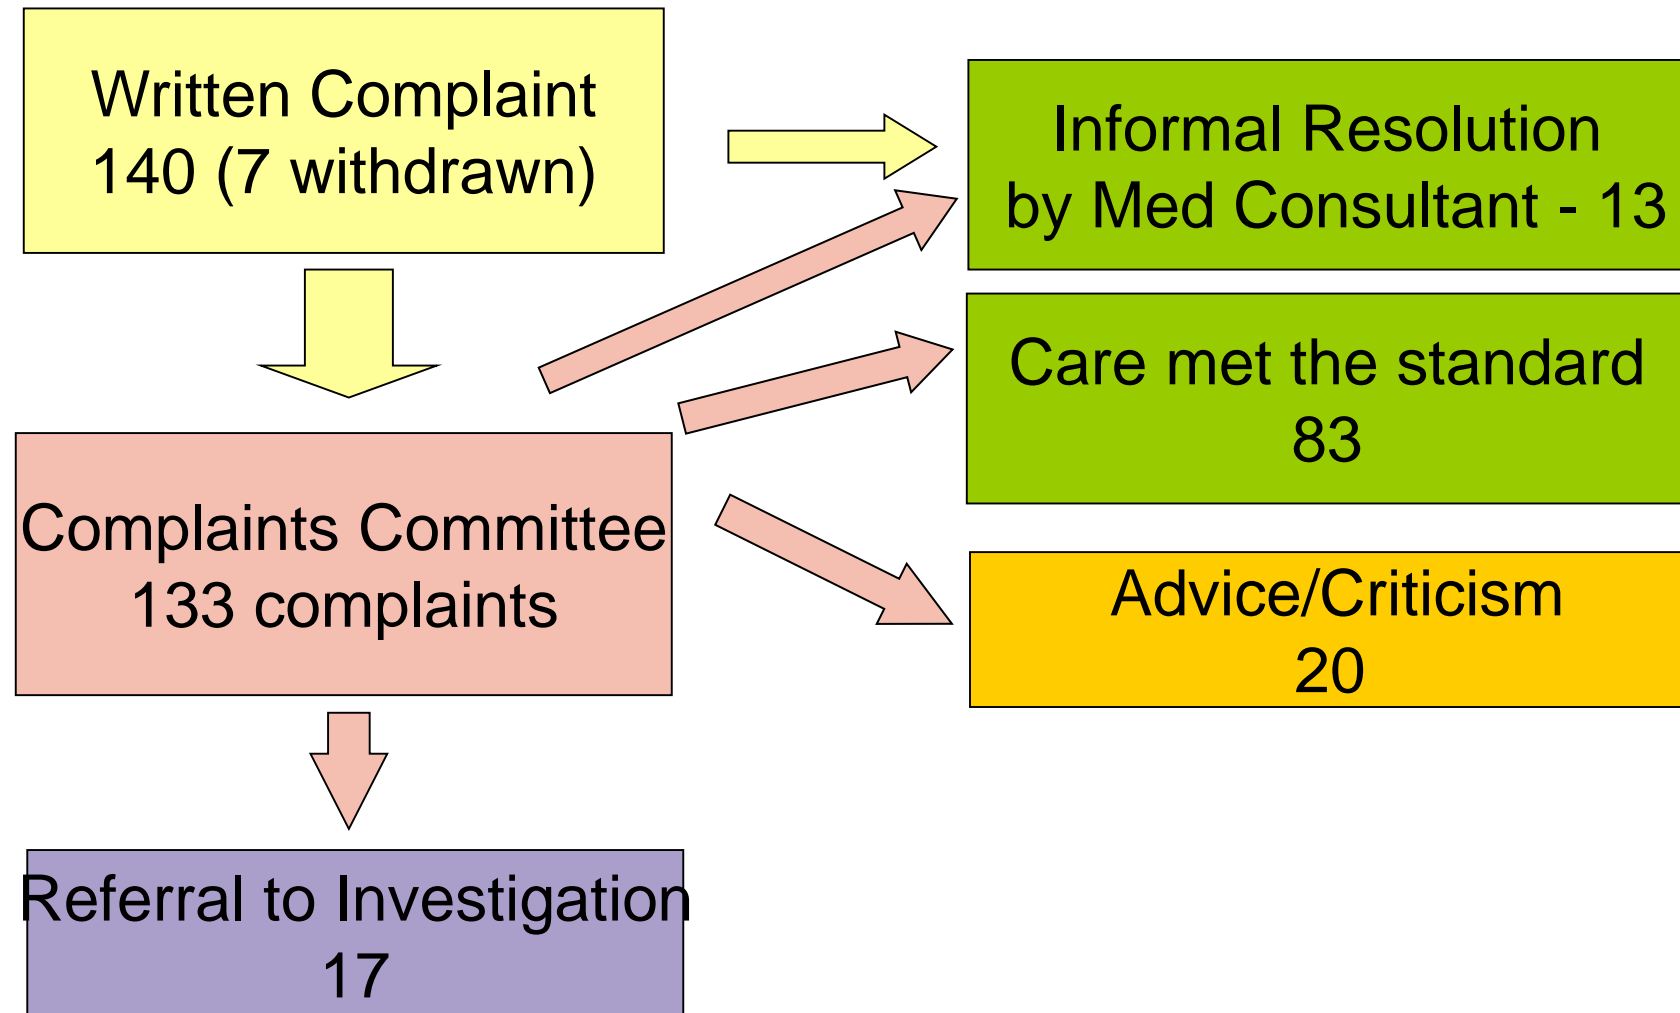 Written Complaint
140 (7 withdrawn)
Informal Resolution
by Med Consultant - 13
Care met the standard
83
Complaints Committee
133 complaints
Advice/Criticism
20
Referral to Investigation
17